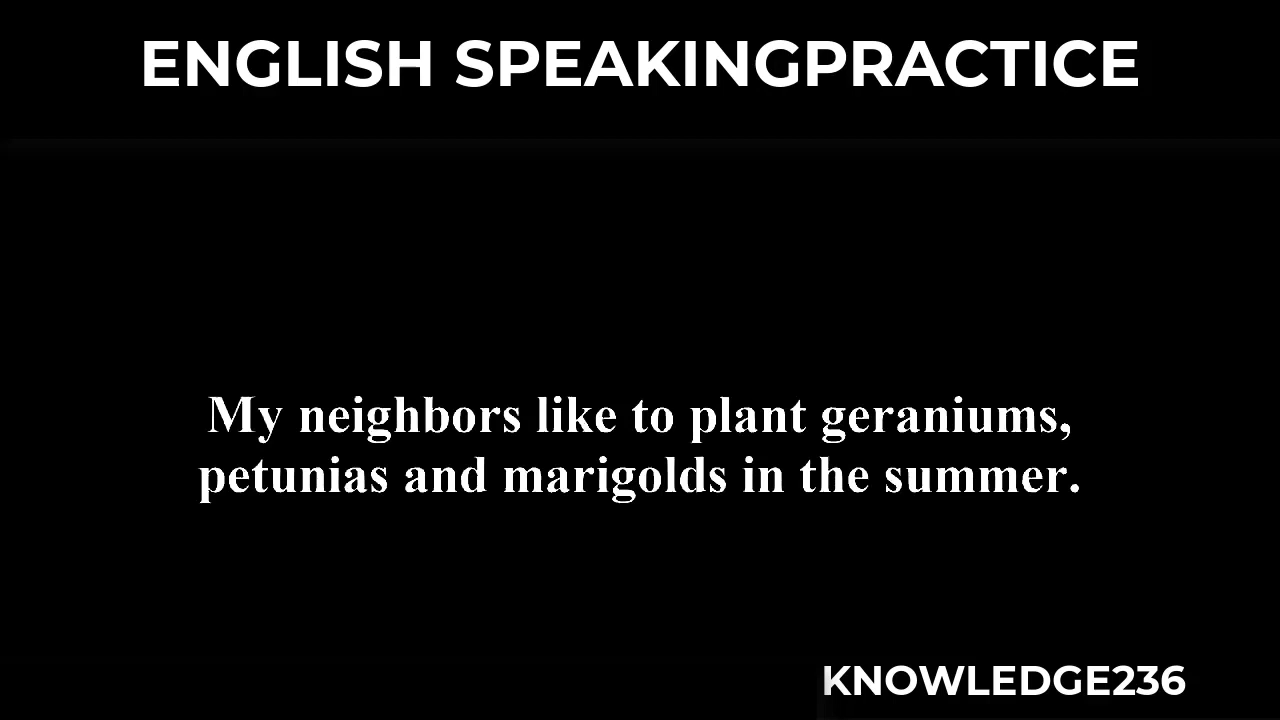 ENGLISH SPEAKINGPRACTICE
My neighbors like to plant geraniums,
petunias and marigolds in the summer.
KNOWLEDGE236